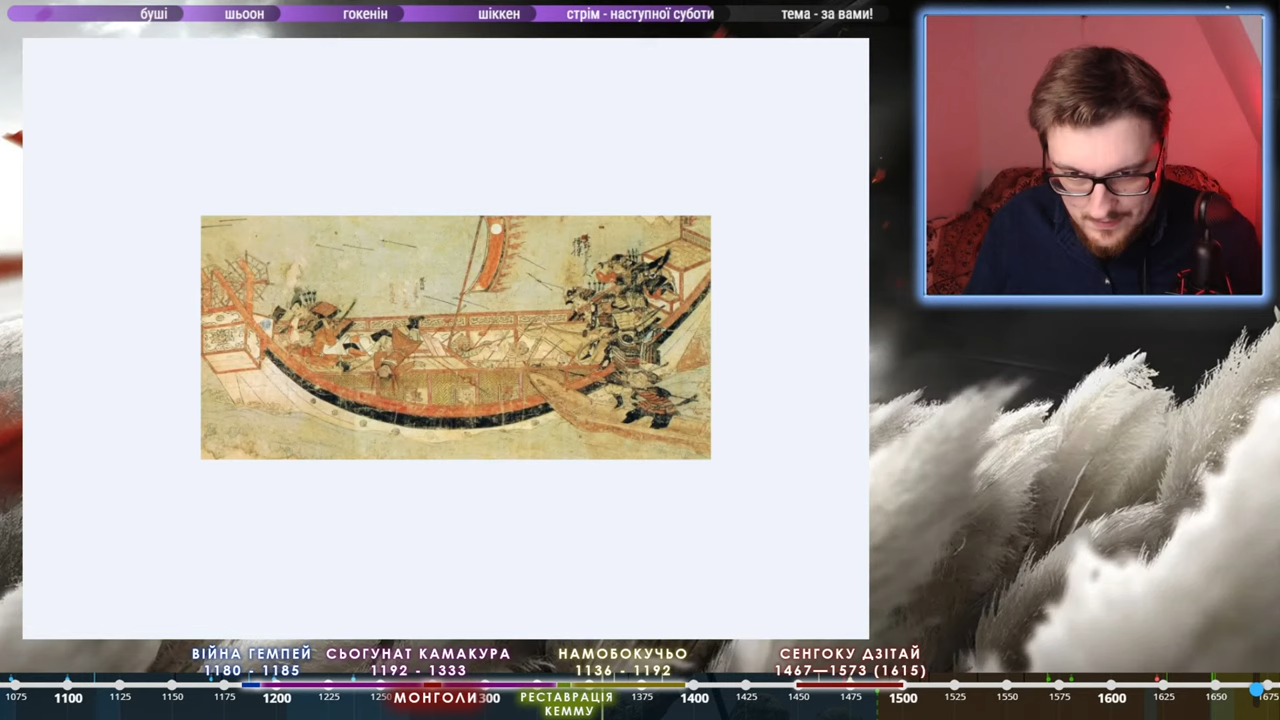 буші шьоон гокенін шіккен стрім - наступної суботи тема - за вами!
ВІЙНА ГЕМПЕЙ
1180 - 1185
СЬОГУНАТ КАМАКУРА
1192 - 1333
НАМОБОКУЧЬО
1136 - 1192
СЕНГОКУ ДЗІТАЙ
1467—1573 (1615)
1075 1100 1125 1150 1175 1200 1225 1250 МОНГОЛИ 300 РЕСТАВРАЦІЯ КЕММУ 1375 1400 1425 1450 1475 1500 1525 1550 1575 1600 1625 1650 1675